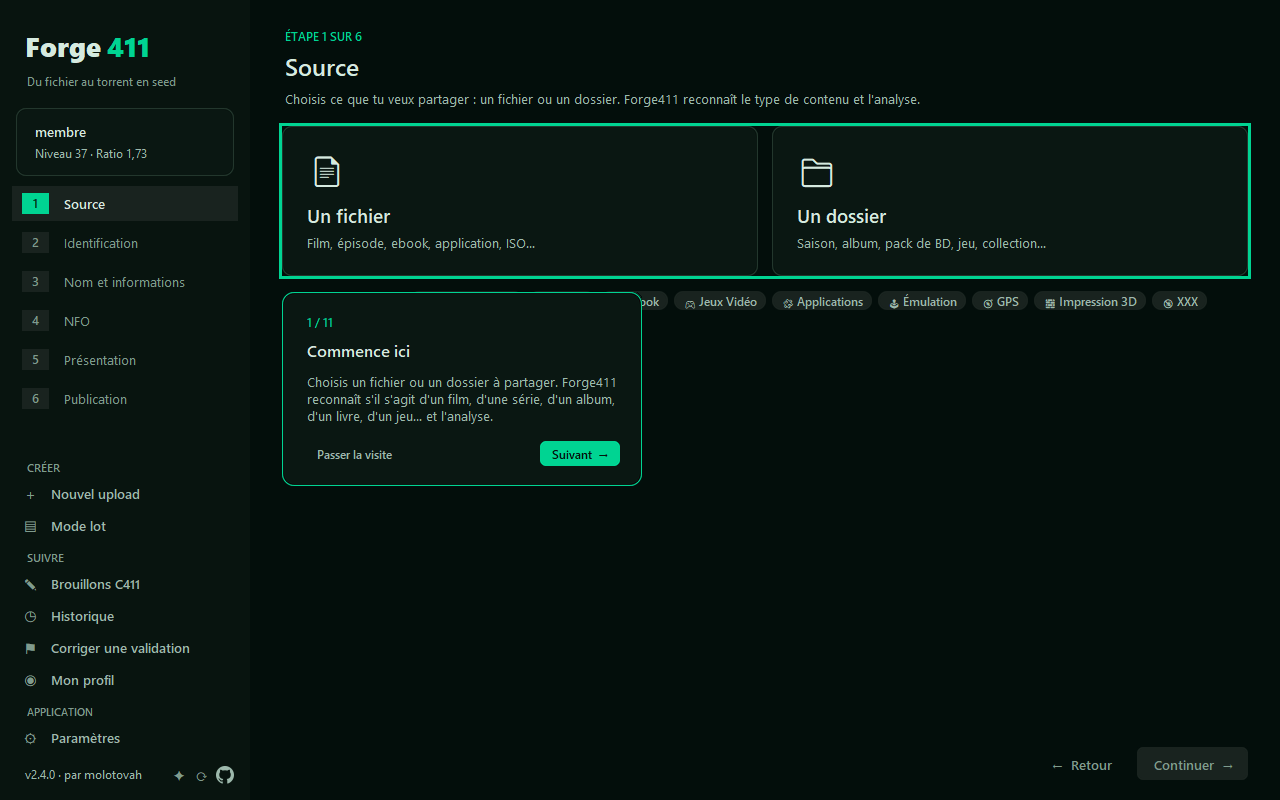 Forge 411
Du fichier au torrent en seed
membre
Niveau 37 · Ratio 1,73
1 Source
2 Identification
3 Nom et informations
4 NFO
5 Présentation
6 Publication
CRÉER
+ Nouvel upload
Mode lot
SUIVRE
Brouillons C411
Historique
Corriger une validation
Mon profil
APPLICATION
Paramètres
v2.4.0 · par molotovah
ÉTAPE 1 SUR 6
Source
Choisis ce que tu veux partager : un fichier ou un dossier. Forge411 reconnaît le type de contenu et l'analyse.
Un fichier
Film, épisode, ebook, application, ISO...
Un dossier
Saison, album, pack de BD, jeu, collection...
ook Jeux Vidéo Applications Émulation GPS Impression 3D XXX
1 / 11
Commence ici
Choisis un fichier ou un dossier à partager. Forge411
reconnaît s'il s'agit d'un film, d'une série, d'un album,
d'un livre, d'un jeu... et l'analyse.
Passer la visite
Suivant →
← Retour
Continuer →